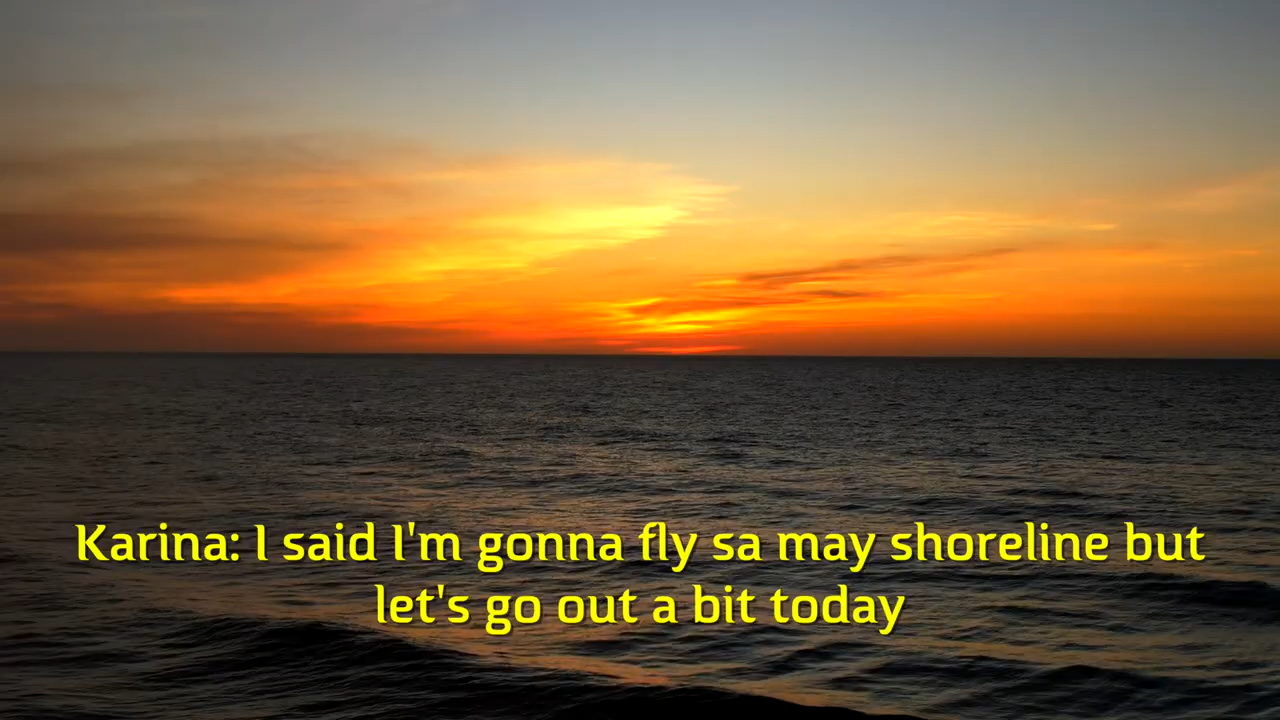 Karina: I said I'm gonna fly sa may shoreline but
let's go out a bit today